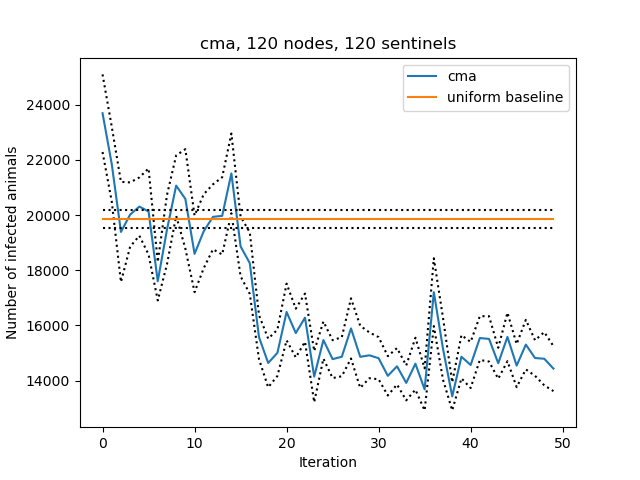 cma, 120 nodes, 120 sentinels
cma
uniform baseline
24000
22000
20000
18000
16000
14000
Number of infected animals
0 10 20 30 40 50
Iteration